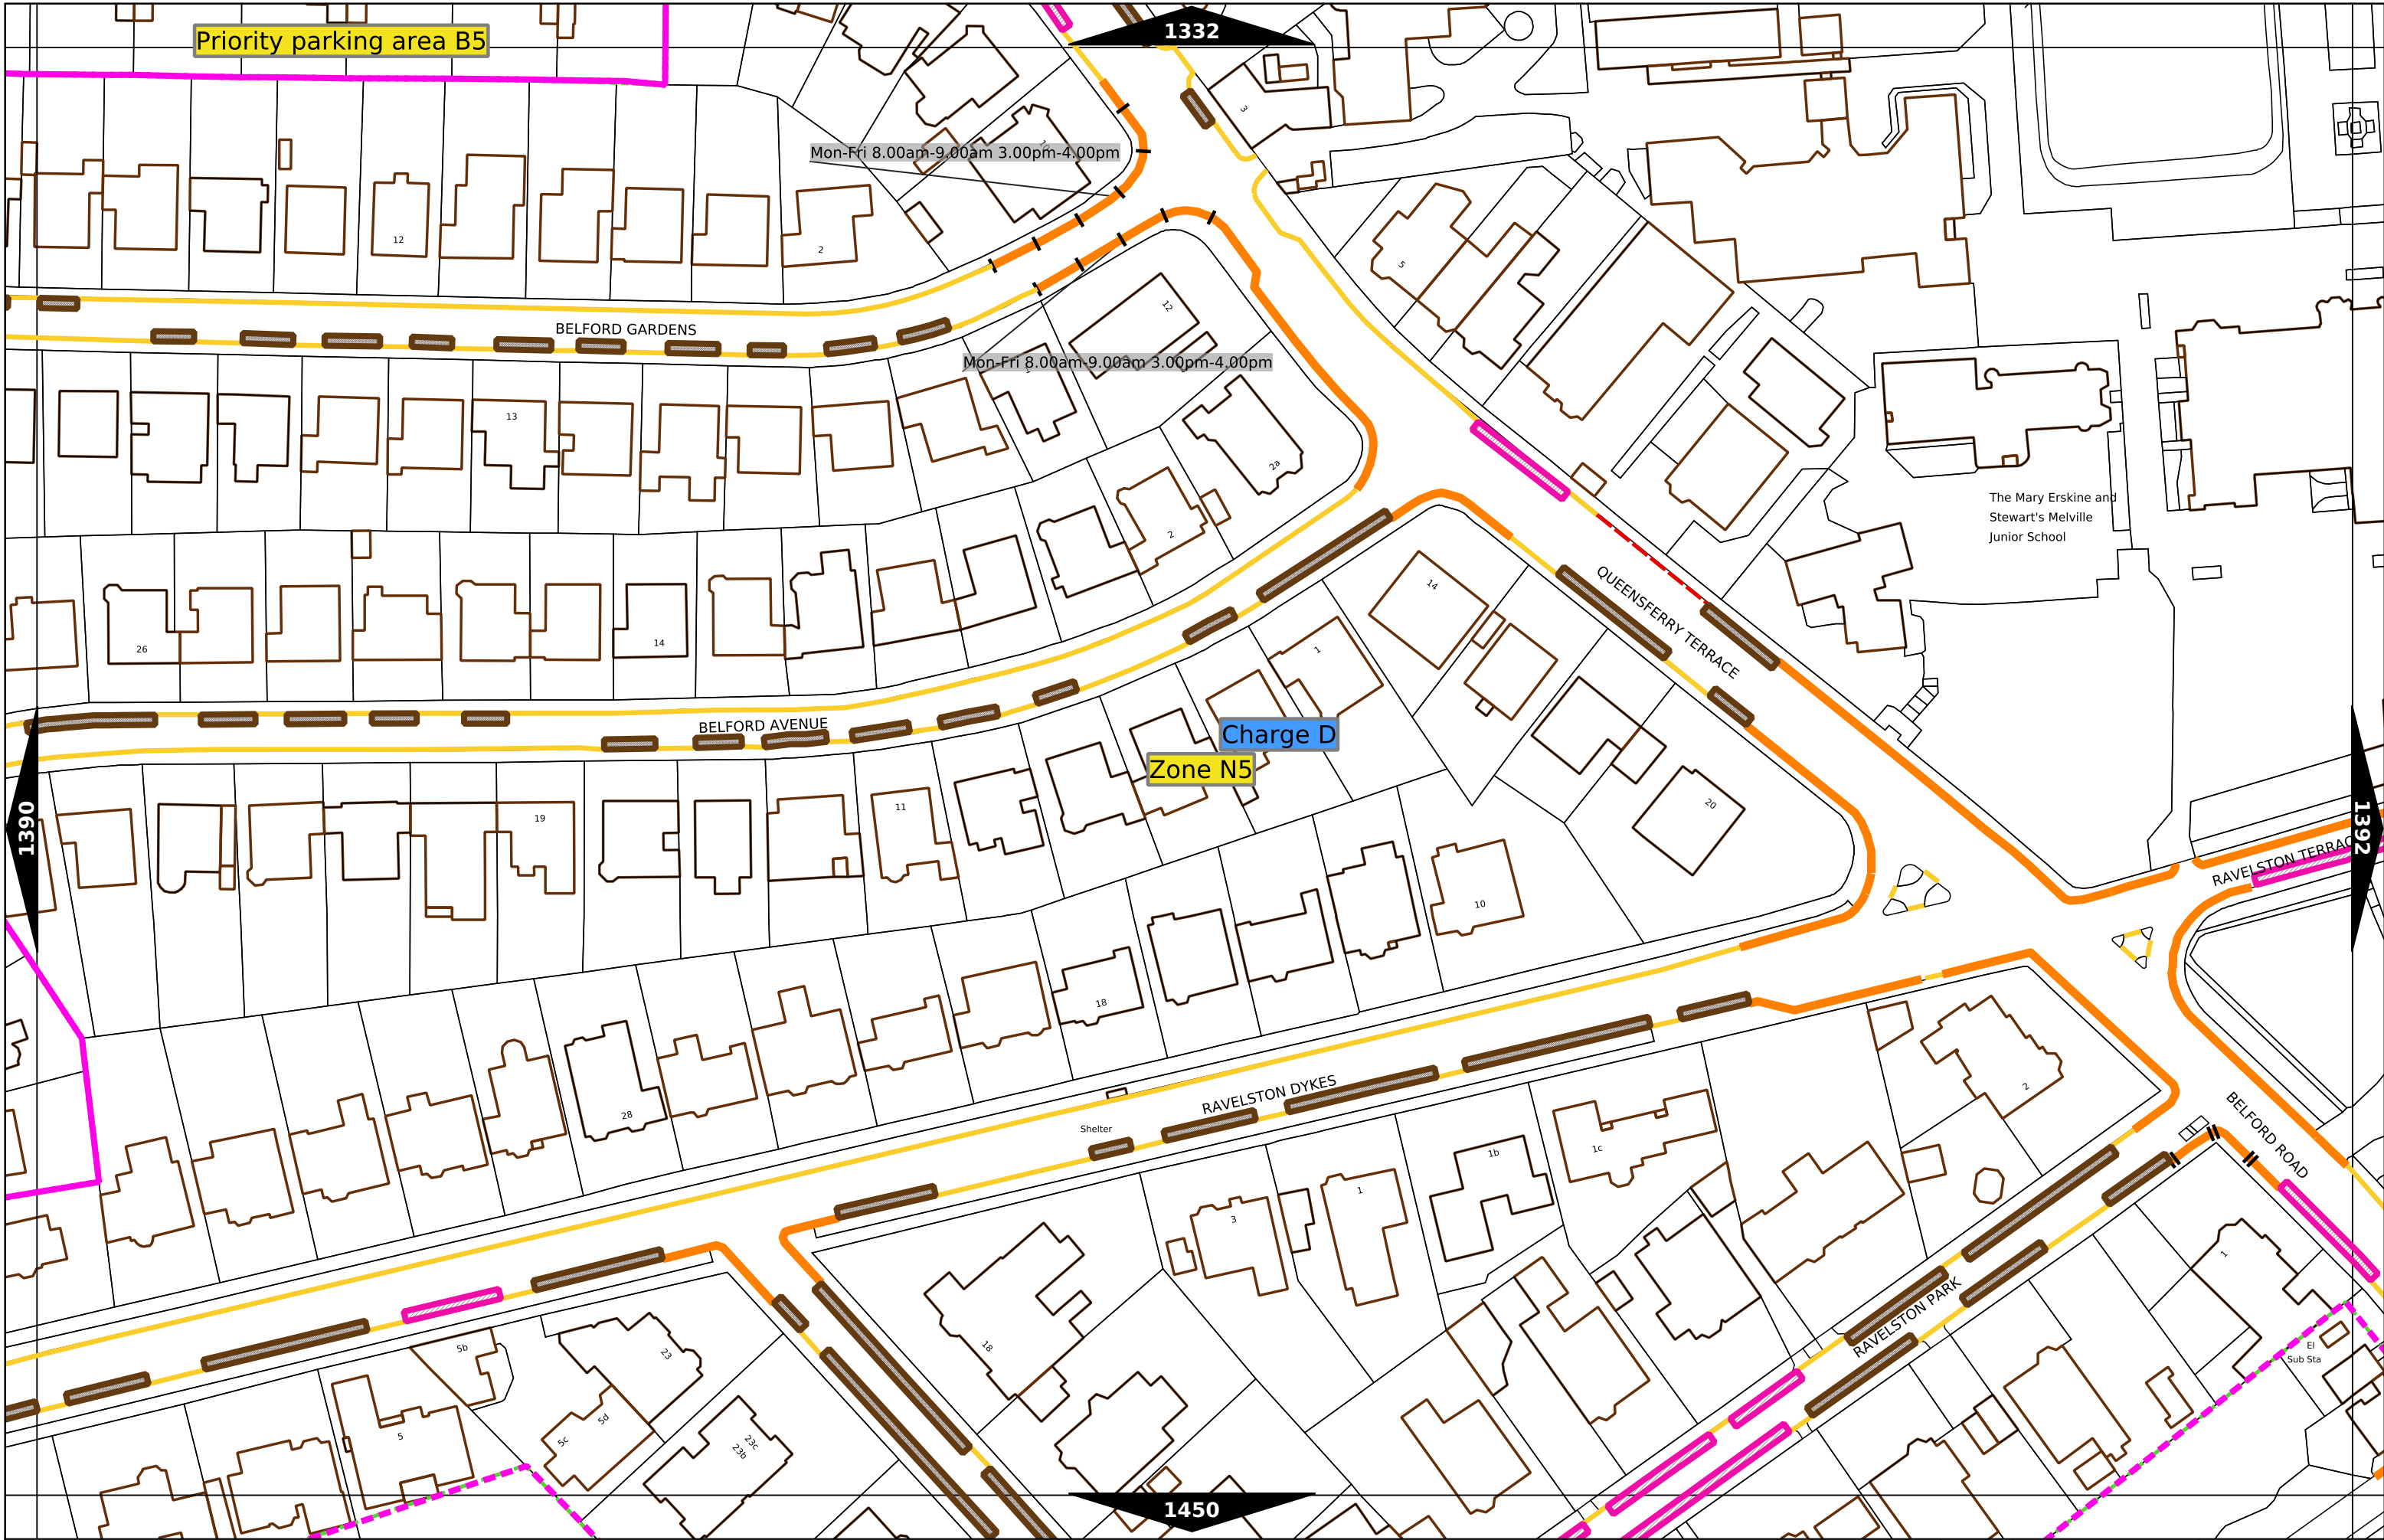 Priority parking area B5
1332
3
10
Mon-Fri 8.00am-9.00am 3.00pm-4.00pm
12
2
5
12
BELFORD GARDENS
Mon-Fri 8.00am-9.00am 3.00pm-4.00pm
13
2a
The Mary Erskine and
Stewart's Melville
Junior School
2
14
QUEENSFERRY TERRACE
26
14
1
BELFORD AVENUE
Charge D
Zone N5
1390
19
11
20
1392
RAVELSTON TERRACE
10
18
28
RAVELSTON DYKES
Shelter
2
BELFORD ROAD
1b
1c
3
1
1
RAVELSTON PARK
5b
23
18
El
Sub Sta
5
5c
5d
23b
23c
1450